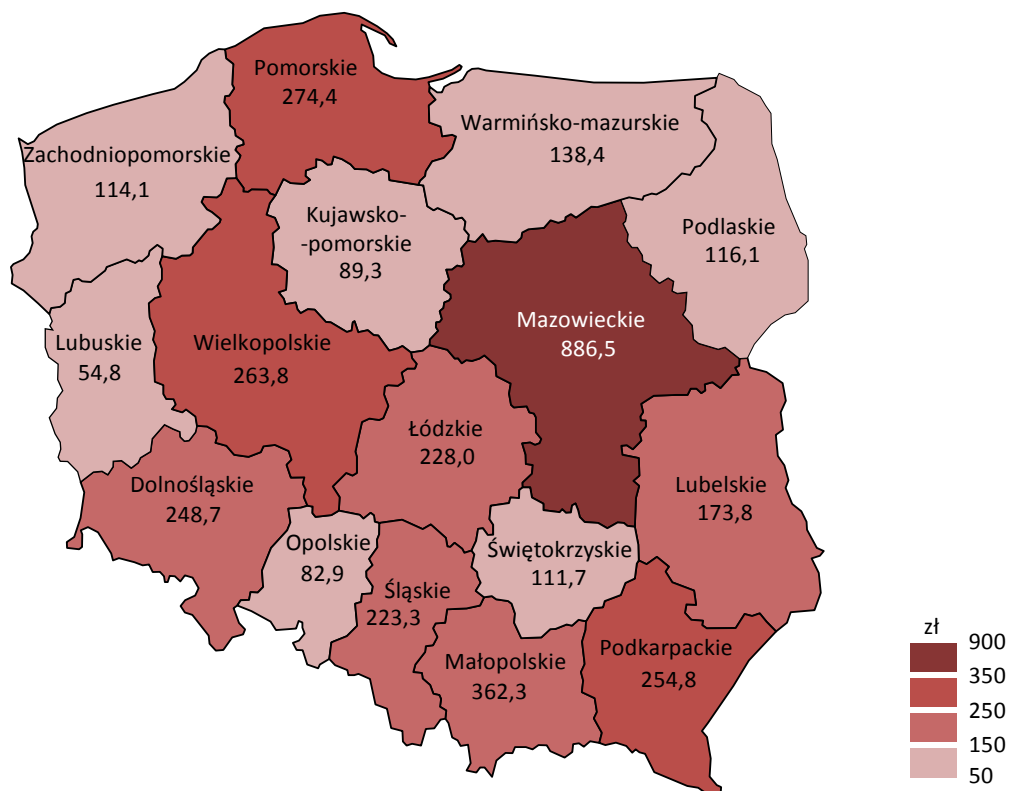 Pomorskie
274,4
Warmińsko-mazurskie
138,4
Zachodniopomorskie
114,1
Kujawsko-
-pomorskie
89,3
Podlaskie
116,1
Mazowieckie
886,5
Lubuskie
54,8
Wielkopolskie
263,8
Łódzkie
228,0
Dolnośląskie
248,7
Lubelskie
173,8
Opolskie
82,9
Świętokrzyskie
111,7
Śląskie
223,3
Małopolskie
362,3
Podkarpackie
254,8
zł
900
350
250
150
50